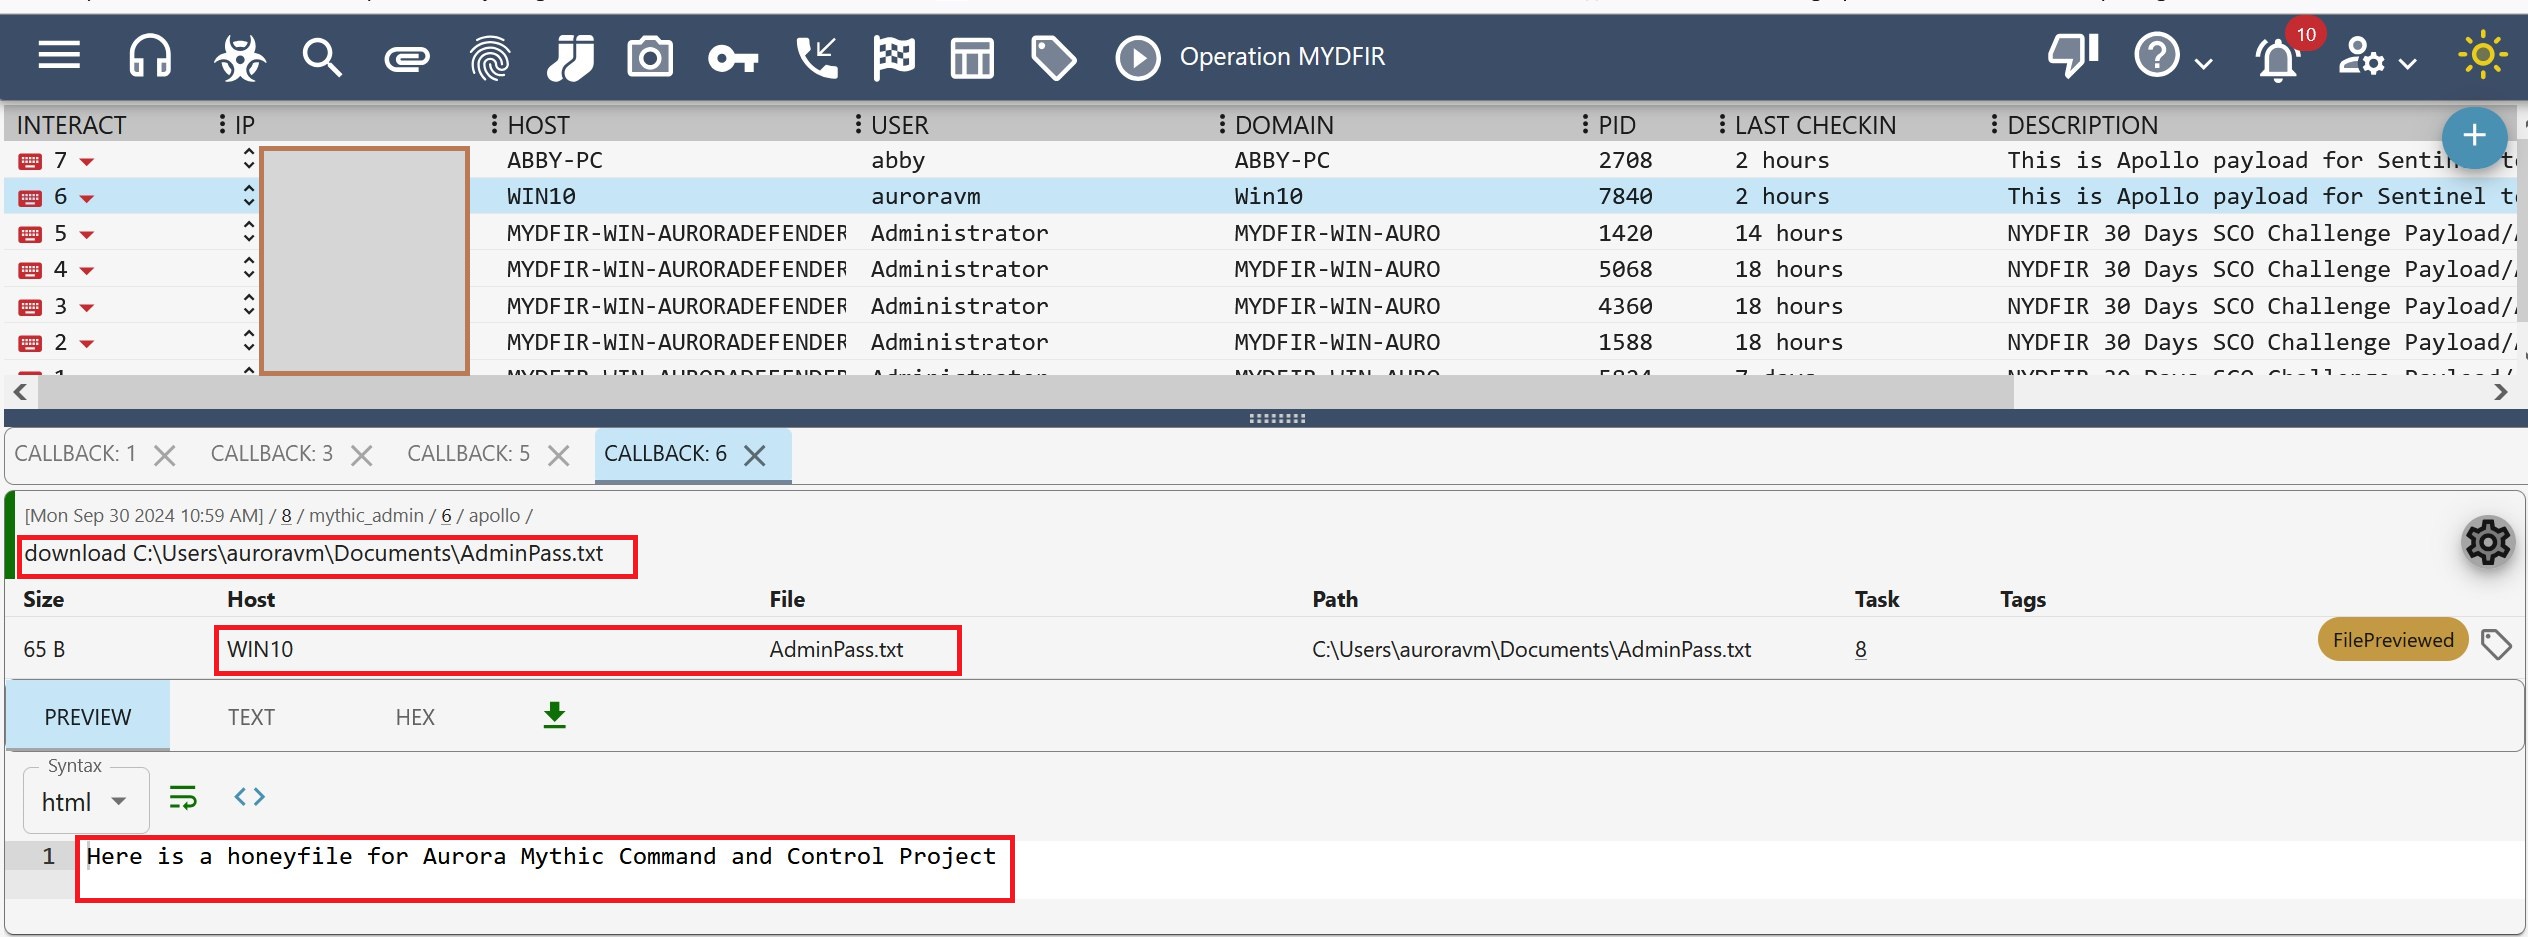 10
Operation MYDFIR
INTERACT IP HOST USER DOMAIN PID LAST CHECKIN DESCRIPTION
7 ABBY-PC abby ABBY-PC 2708 2 hours This is Apollo payload for
6 WIN10 auroravm Win10 7840 2 hours This is Apollo payload for Sentinel
5 MYDFIR-WIN-AURORADEFENDER Administrator MYDFIR-WIN-AURO 1420 14 hours NYDFIR 30 Days SCO Challenge Payload/
4 MYDFIR-WIN-AURORADEFENDER Administrator MYDFIR-WIN-AURO 5068 18 hours NYDFIR 30 Days SCO Challenge Payload/
3 MYDFIR-WIN-AURORADEFENDER Administrator MYDFIR-WIN-AURO 4360 18 hours NYDFIR 30 Days SCO Challenge Payload/
2 MYDFIR-WIN-AURORADEFENDER Administrator MYDFIR-WIN-AURO 1588 18 hours NYDFIR 30 Days SCO Challenge Payload/
CALLBACK: 1 CALLBACK: 3 CALLBACK: 5 CALLBACK: 6
[Mon Sep 30 2024 10:59 AM] / 8 / mythic_admin / 6 / apollo /
download C:\Users\auroravm\Documents\AdminPass.txt
Size Host File Path Task Tags
65 B WIN10 AdminPass.txt C:\Users\auroravm\Documents\AdminPass.txt 8 FilePreviewed
PREVIEW TEXT HEX
Syntax
html
1 Here is a honeyfile for Aurora Mythic Command and Control Project